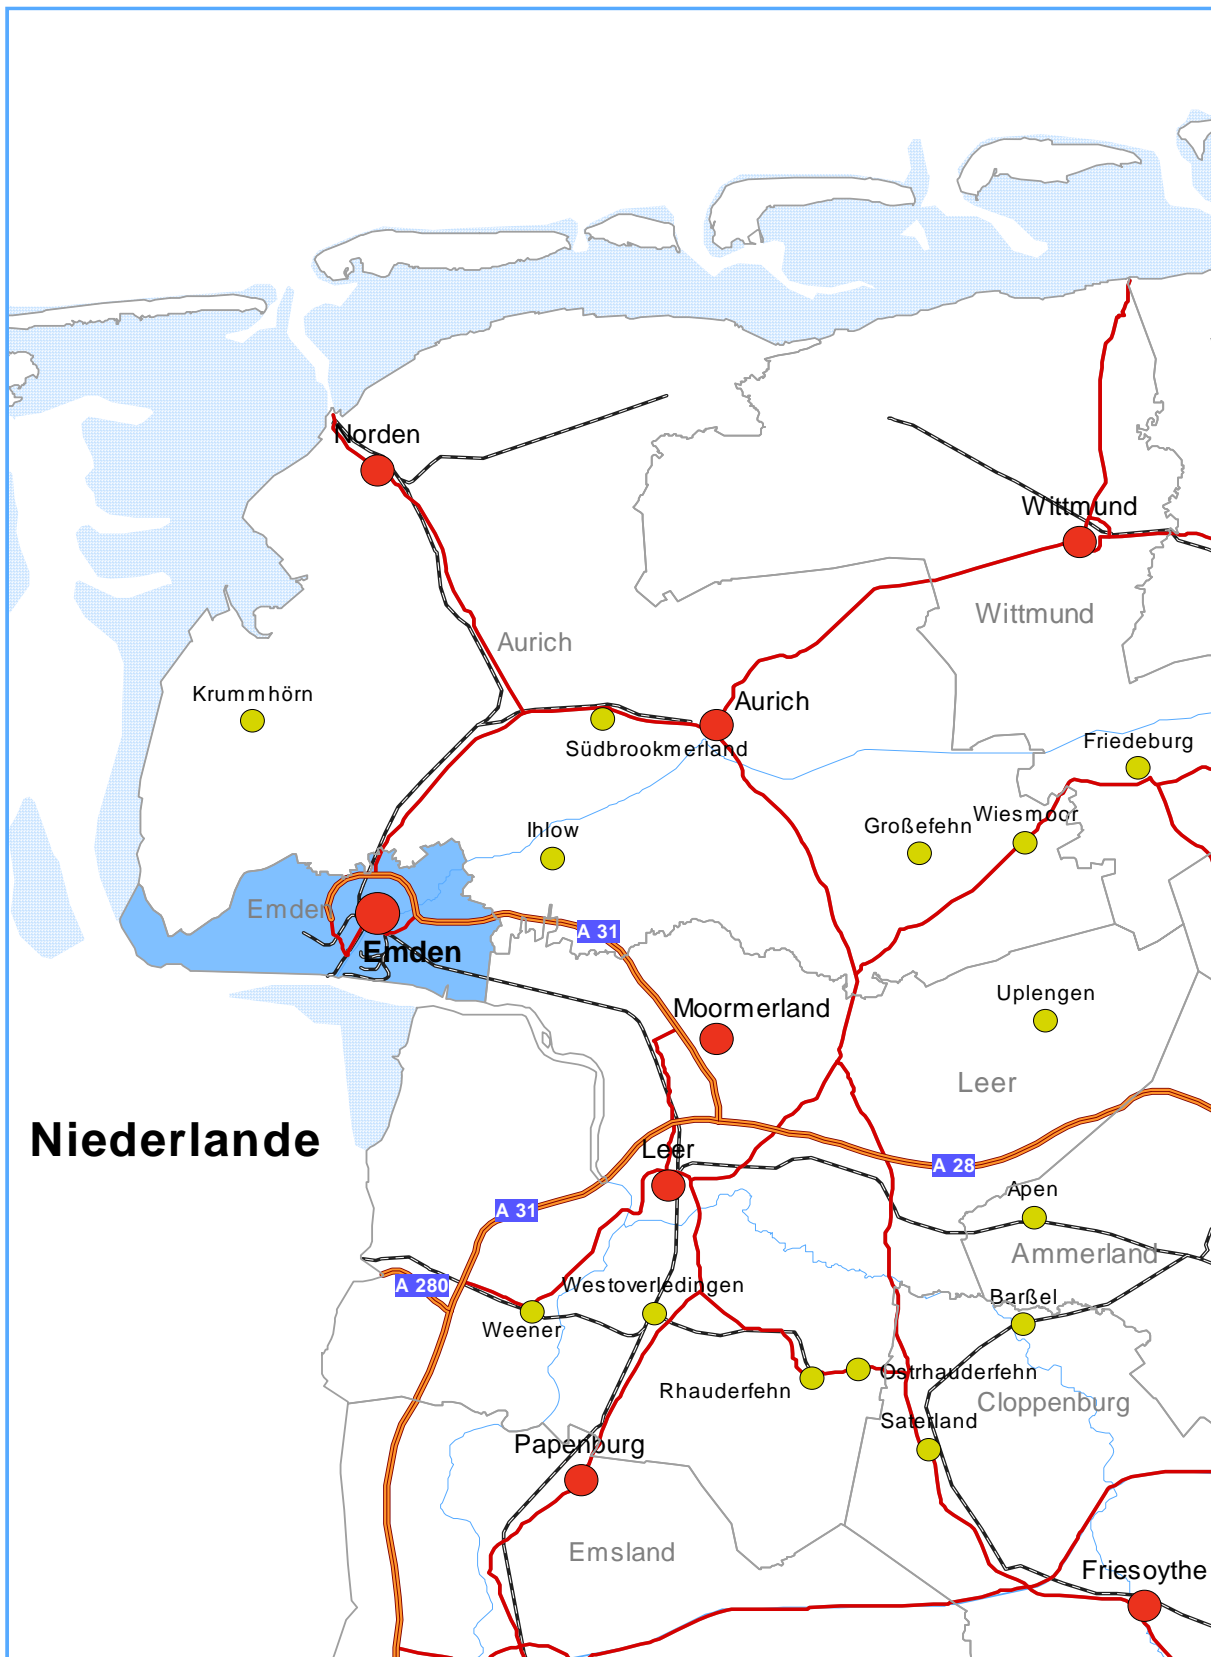 Norden
Wittmund
Wittmund
Aurich
Krummhörn
Aurich
Südbrookmerland
Friedeburg
Wiesmoor
Großefehn
Ihlow
Emden
A 31
Emden
Uplengen
Moormerland
Leer
Niederlande
Leer
A 28
Apen
A 31
Ammerland
A 280
Westoverledingen
Barßel
Weener
Ostrhauderfehn
Rhauderfehn
Cloppenburg
Saterland
Papenburg
Emsland
Friesoythe